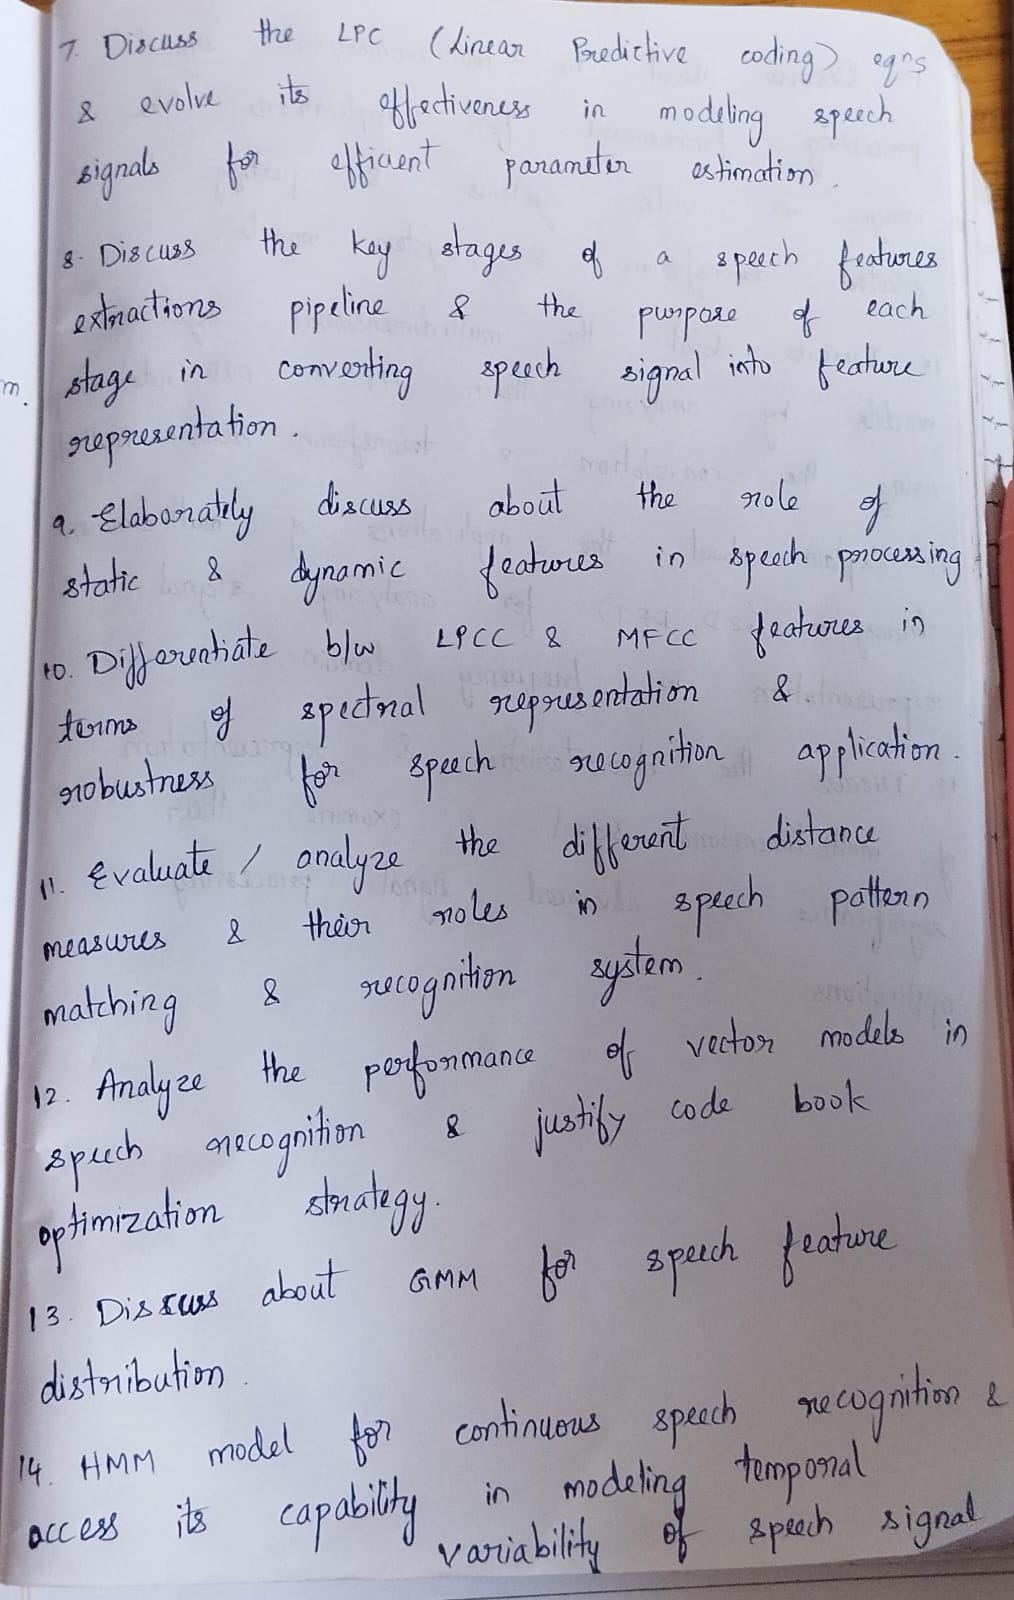 7. Discuss the LPC (Linear Predictive coding) eqns
& evolve its effectiveness in modeling speech
signals for efficient parameter estimation.
8. Discuss the key stages of a speech features
extractions pipeline & the purpose of each
stage in converting speech signal into feature
representation.
9. Elaborately discuss about the role of
static & dynamic features in speech processing
10. Differentiate b/w LPCC & MFCC features in
terms of spectral representation &
robustness for speech recognition application.
11. Evaluate / analyze the different distance
measures & their roles in speech pattern
matching & recognition system.
12. Analyze the performance of vector models in
speech recognition & justify code book
optimization strategy.
13. Discuss about GMM for speech feature
distribution.
14. HMM model for continuous speech recognition &
access its capability in modeling temporal
variability of speech signal
m.